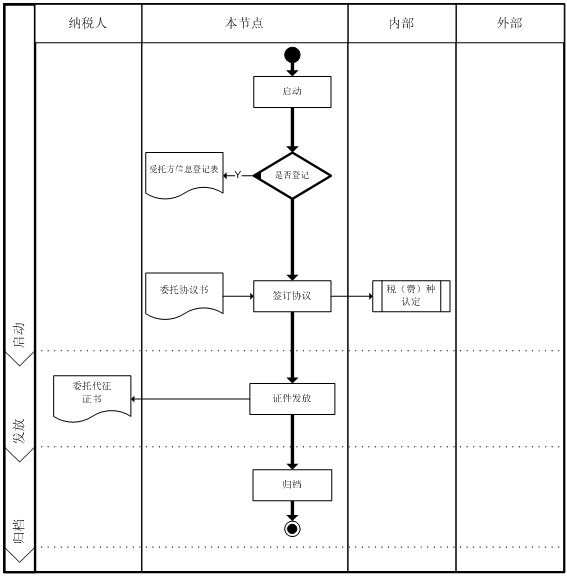 纳税人
本节点
内部
外部
启动
受托方信息登记表
Y
是否登记
委托协议书
签订协议
税（费）种
认定
启动
委托代征
证书
证件发放
发放
归档
归档